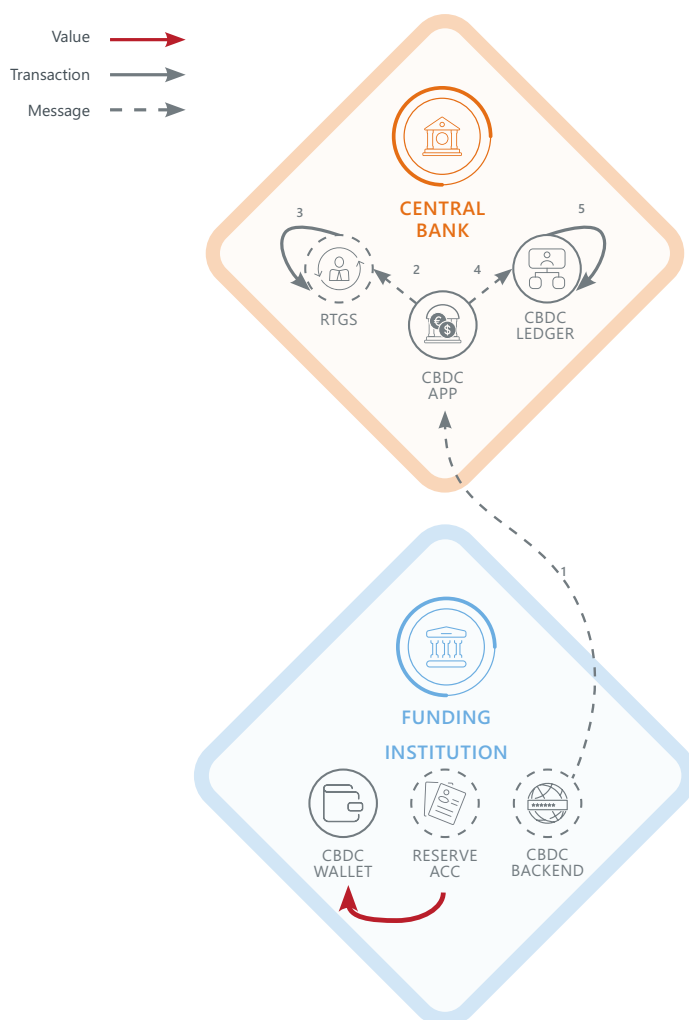 Value
Transaction
Message
CENTRAL
BANK
3
5
2
4
RTGS
CBDC
LEDGER
€
$
CBDC
APP
1
FUNDING
INSTITUTION
******
CBDC
WALLET
RESERVE
ACC
CBDC
BACKEND